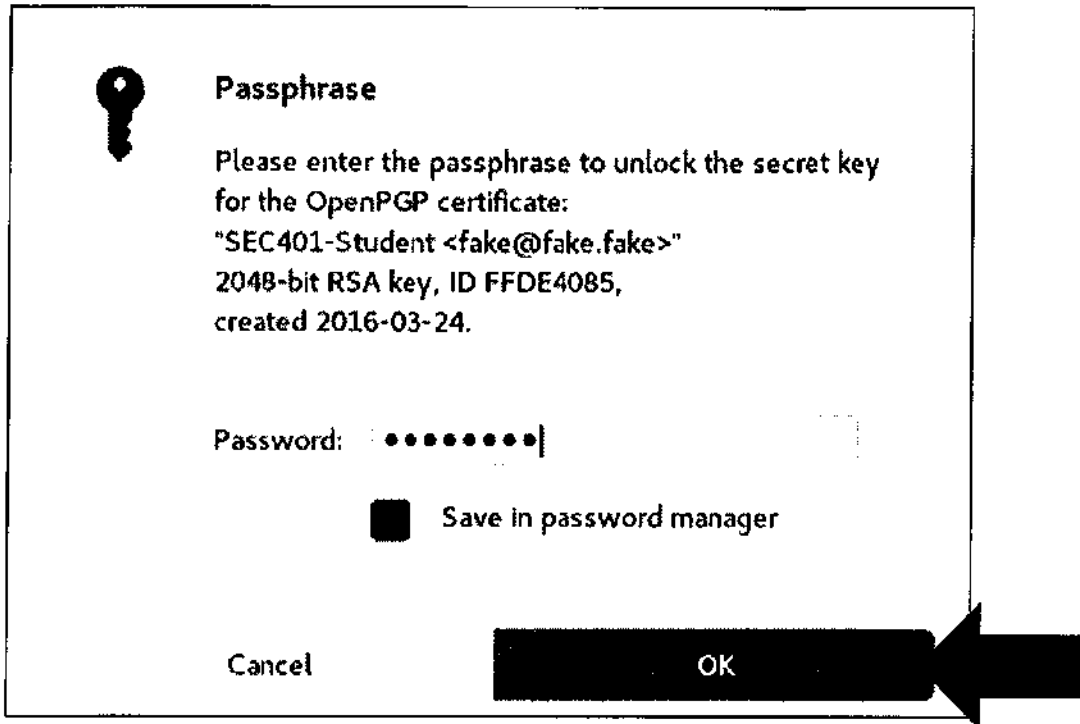 Passphrase
Please enter the passphrase to unlock the secret key
for the OpenPGP certificate:
"SEC401-Student <fake@fake.fake>"
2048-bit RSA key, ID FFDE4085,
created 2016-03-24.
Password: ••••••••
Save in password manager
Cancel OK